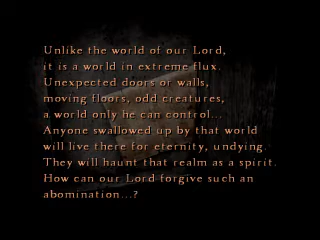 Unlike the world of our Lord,
it is a world in extreme flux.
Unexpected doors or walls,
moving floors, odd creatures,
a world only he can control...
Anyone swallowed up by that world
will live there for eternity, undying.
They will haunt that realm as a spirit.
How can our Lord forgive such an
abomination...?